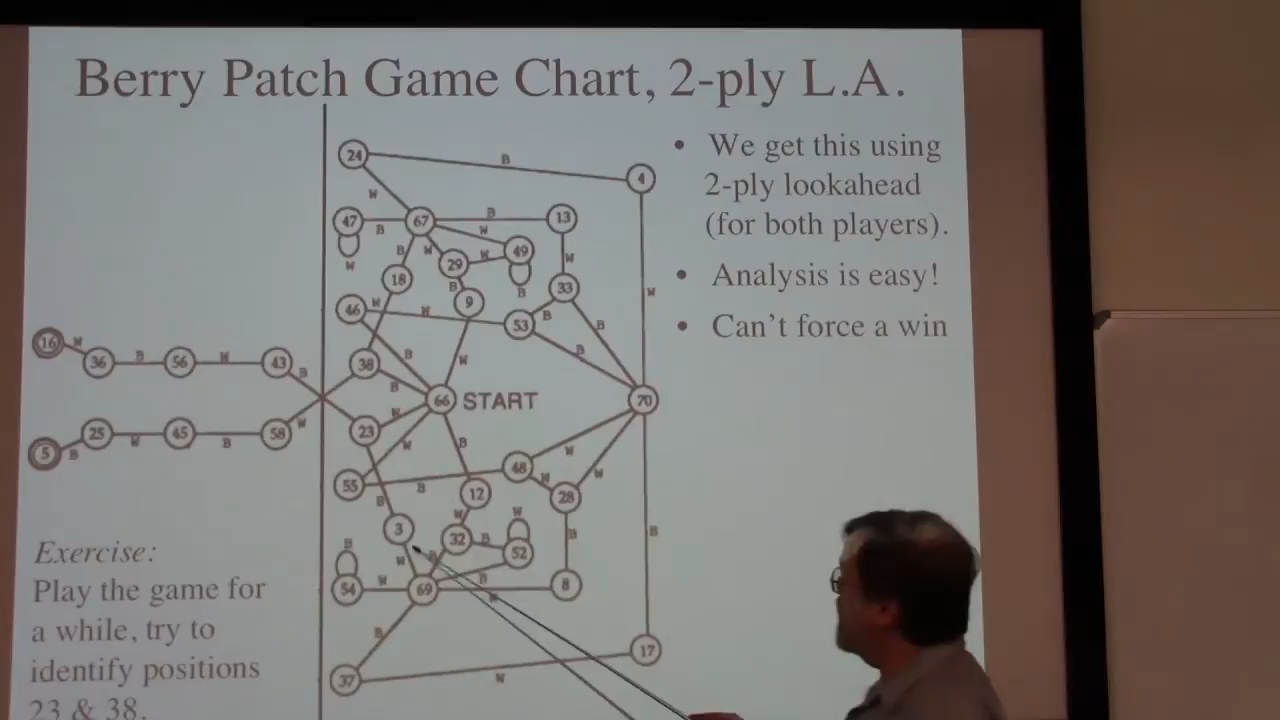 Berry Patch Game Chart, 2-ply L.A.
• We get this using
2-ply lookahead
(for both players).
• Analysis is easy!
• Can't force a win
24 B 4
W
47 B 67 B 13
W B W W 49 W
18 29 W B 33
B 9
46 W W 53 B B
16 W 36 B 56 W 43 B 38 B B W B W
66 START 70
5 B 25 W 45 B 58 W 23 W W B
55 B 48 W W W 28
B 12
3 W 32 B W 52 B B
B 54 W W 69 B B W 8
B
37 W 17
Exercise:
Play the game for
a while, try to
identify positions
23 & 38.